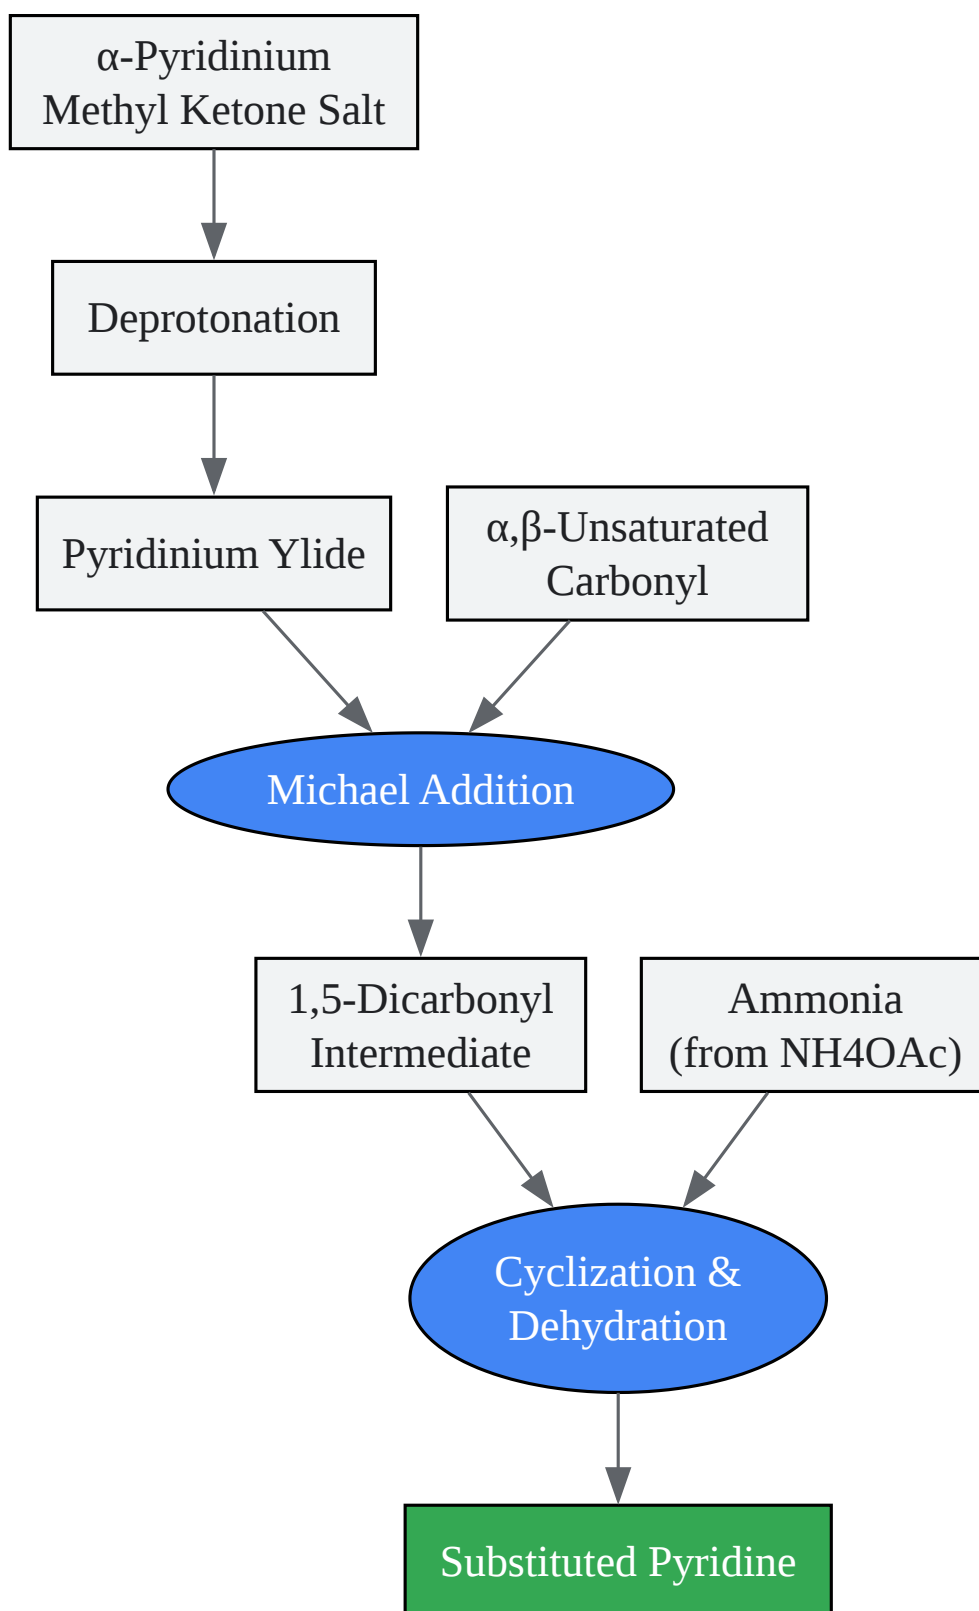 α-Pyridinium
Methyl Ketone Salt
Deprotonation
Pyridinium Ylide
α,β-Unsaturated
Carbonyl
Michael Addition
1,5-Dicarbonyl
Intermediate
Ammonia
(from NH4OAc)
Cyclization &
Dehydration
Substituted Pyridine